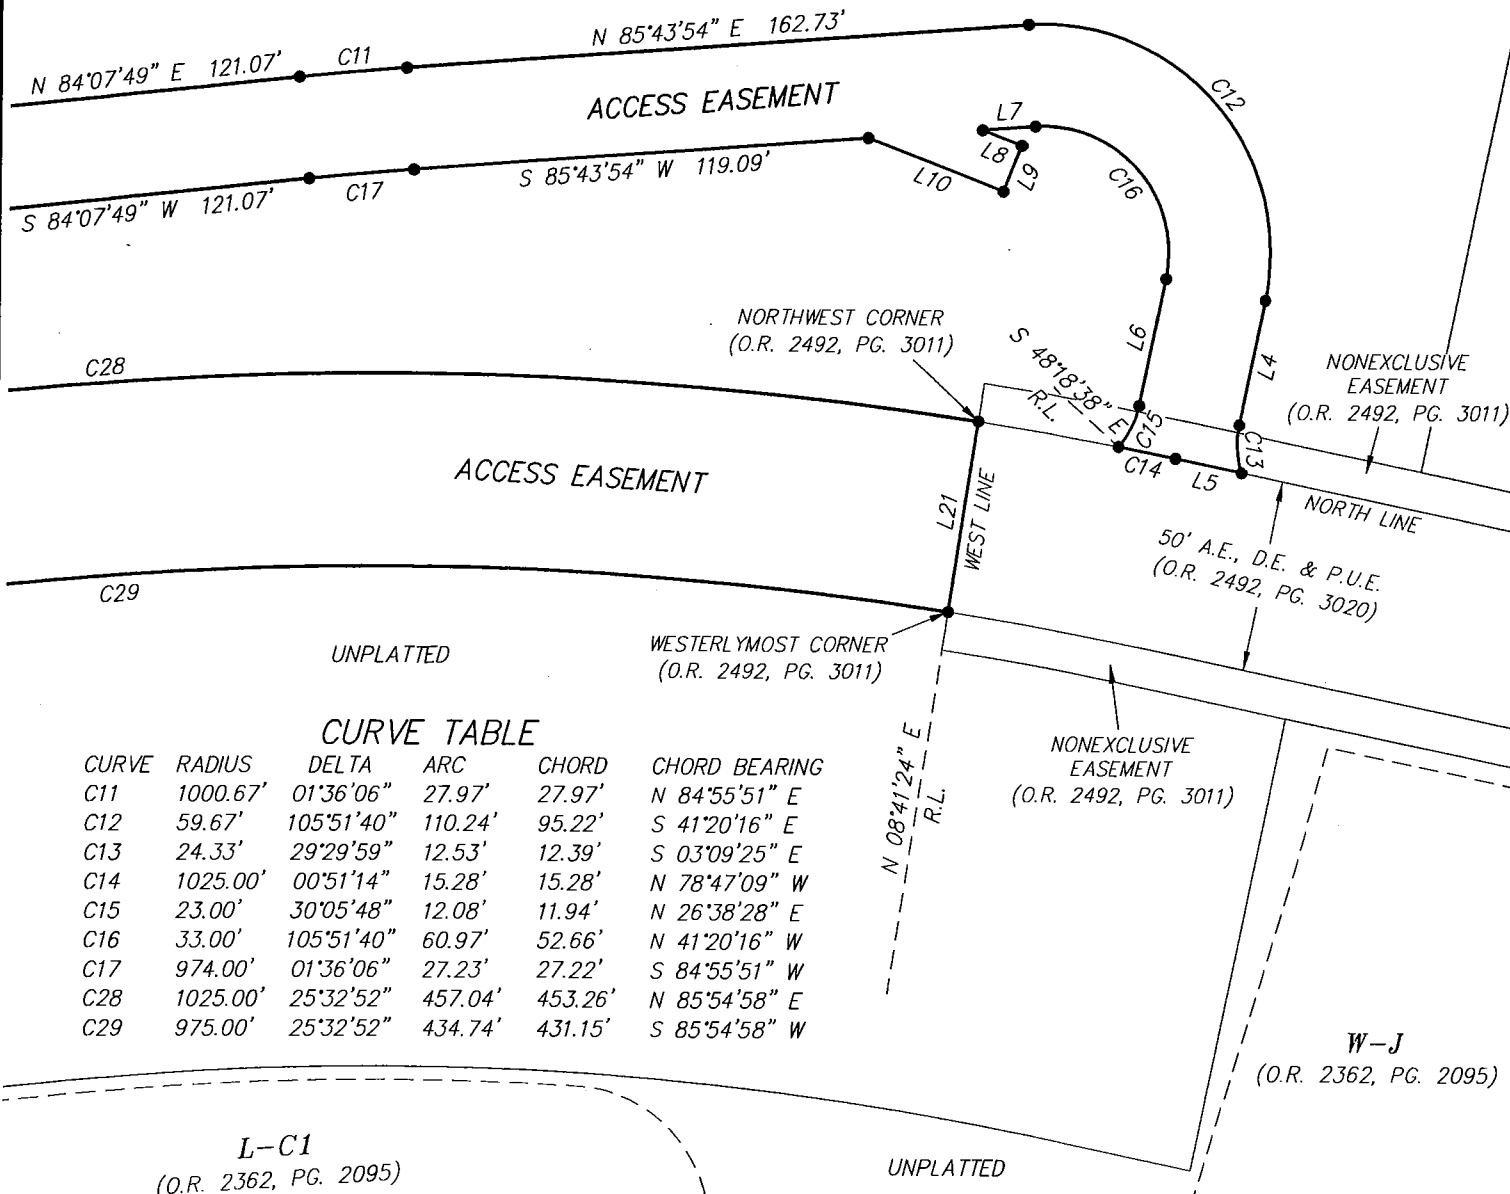 N 84°07'49" E 121.07'
C11
N 85°43'54" E 162.73'
C12
ACCESS EASEMENT
L7
L8
L9
L10
C16
S 84°07'49" W 121.07'
C17
S 85°43'54" W 119.09'
NORTHWEST CORNER
(O.R. 2492, PG. 3011)
S 48°18'38" E
R.L.
L6
L4
NONEXCLUSIVE
EASEMENT
(O.R. 2492, PG. 3011)
C28
C15
C13
C14
L5
ACCESS EASEMENT
L21
WEST LINE
NORTH LINE
50' A.E., D.E. & P.U.E.
(O.R. 2492, PG. 3020)
C29
UNPLATTED
WESTERLYMOST CORNER
(O.R. 2492, PG. 3011)
N 08°41'24" E
R.L.
NONEXCLUSIVE
EASEMENT
(O.R. 2492, PG. 3011)
CURVE TABLE
CURVE RADIUS DELTA ARC CHORD CHORD BEARING
C11 1000.67' 01°36'06" 27.97' 27.97' N 84°55'51" E
C12 59.67' 105°51'40" 110.24' 95.22' S 41°20'16" E
C13 24.33' 29°29'59" 12.53' 12.39' S 03°09'25" E
C14 1025.00' 00°51'14" 15.28' 15.28' N 78°47'09" W
C15 23.00' 30°05'48" 12.08' 11.94' N 26°38'28" E
C16 33.00' 105°51'40" 60.97' 52.66' N 41°20'16" W
C17 974.00' 01°36'06" 27.23' 27.22' S 84°55'51" W
C28 1025.00' 25°32'52" 457.04' 453.26' N 85°54'58" E
C29 975.00' 25°32'52" 434.74' 431.15' S 85°54'58" W
W-J
(O.R. 2362, PG. 2095)
L-C1
(O.R. 2362, PG. 2095)
UNPLATTED